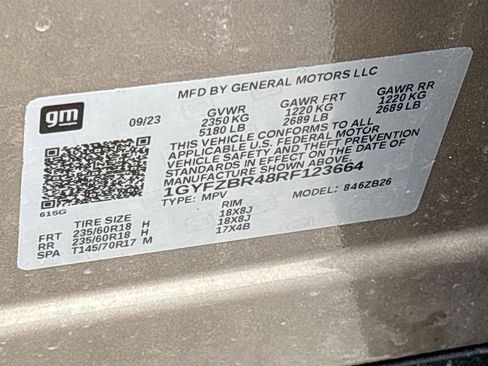 MFD BY GENERAL MOTORS LLC
gm
09/23
GVWR GAWR FRT GAWR RR
2350 KG 1220 KG 1220 KG
5180 LB 2689 LB 2689 LB
THIS VEHICLE CONFORMS TO ALL
APPLICABLE U.S. FEDERAL MOTOR
VEHICLE SAFETY, BUMPER, AND
THEFT PREVENTION STANDARDS
IN EFFECT ON THE DATE OF
MANUFACTURE SHOWN ABOVE.
1GYFZBR48RF123664
TYPE: MPV MODEL: 846ZB26
615G
TIRE SIZE RIM
FRT 235/60R18 H 18X8J
RR 235/60R18 H 18X8J
SPA T145/70R17 M 17X4B